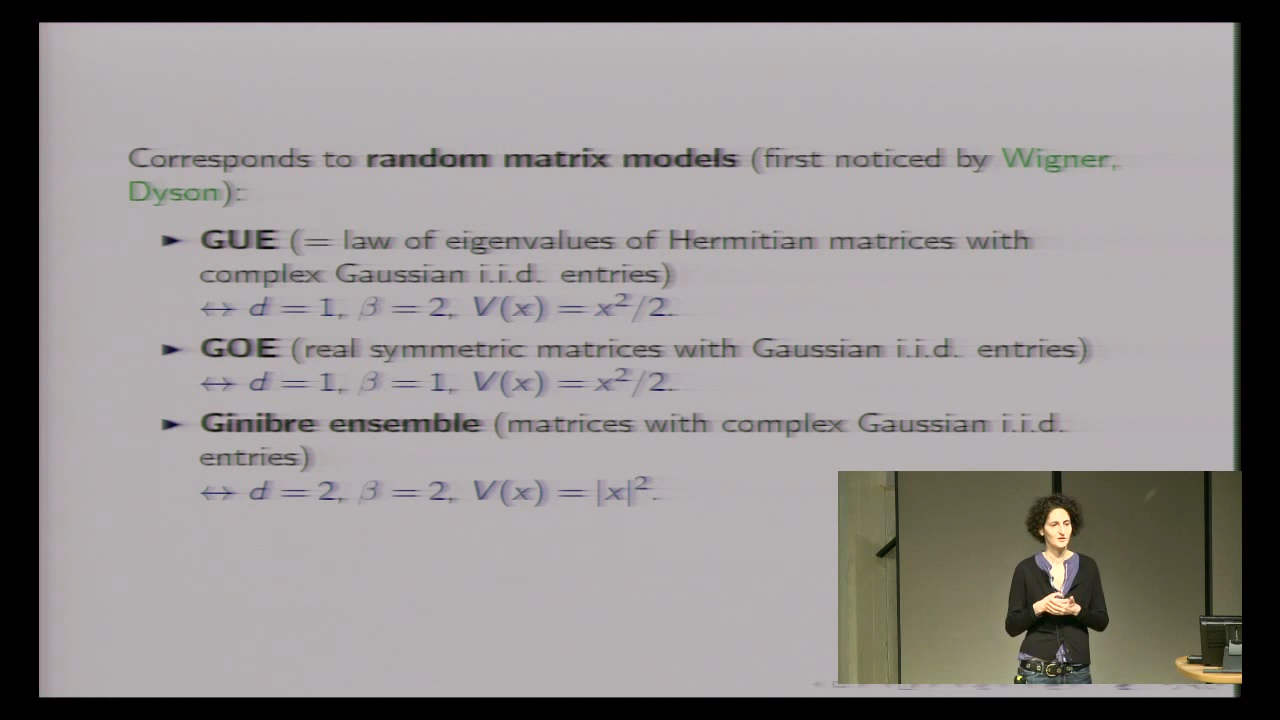 Corresponds to random matrix models (first noticed by Wigner,
Dyson):
► GUE (= law of eigenvalues of Hermitian matrices with
complex Gaussian i.i.d. entries)
↔ d = 1, β = 2, V(x) = x²/2.
► GOE (real symmetric matrices with Gaussian i.i.d. entries)
↔ d = 1, β = 1, V(x) = x²/2.
► Ginibre ensemble (matrices with complex Gaussian i.i.d.
entries)
↔ d = 2, β = 2, V(x) = |x|².